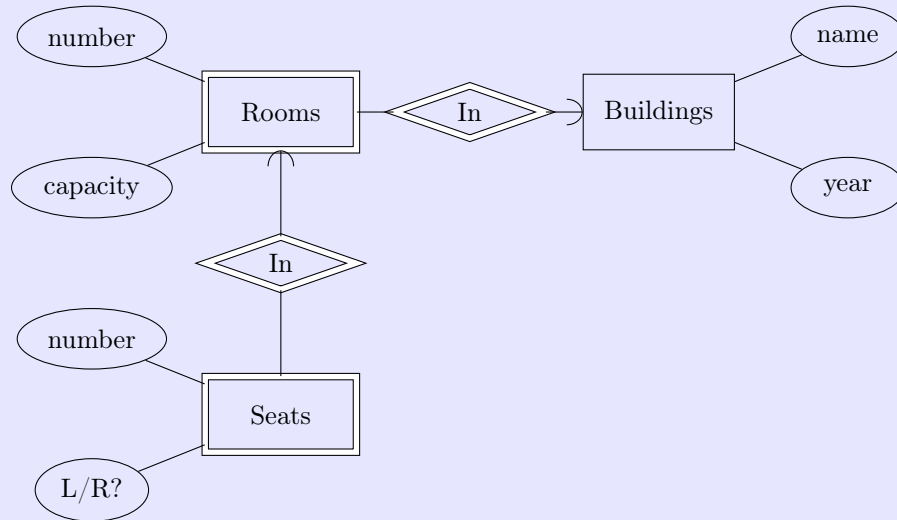 number
name
Rooms
In
Buildings
capacity
year
In
number
Seats
L/R?